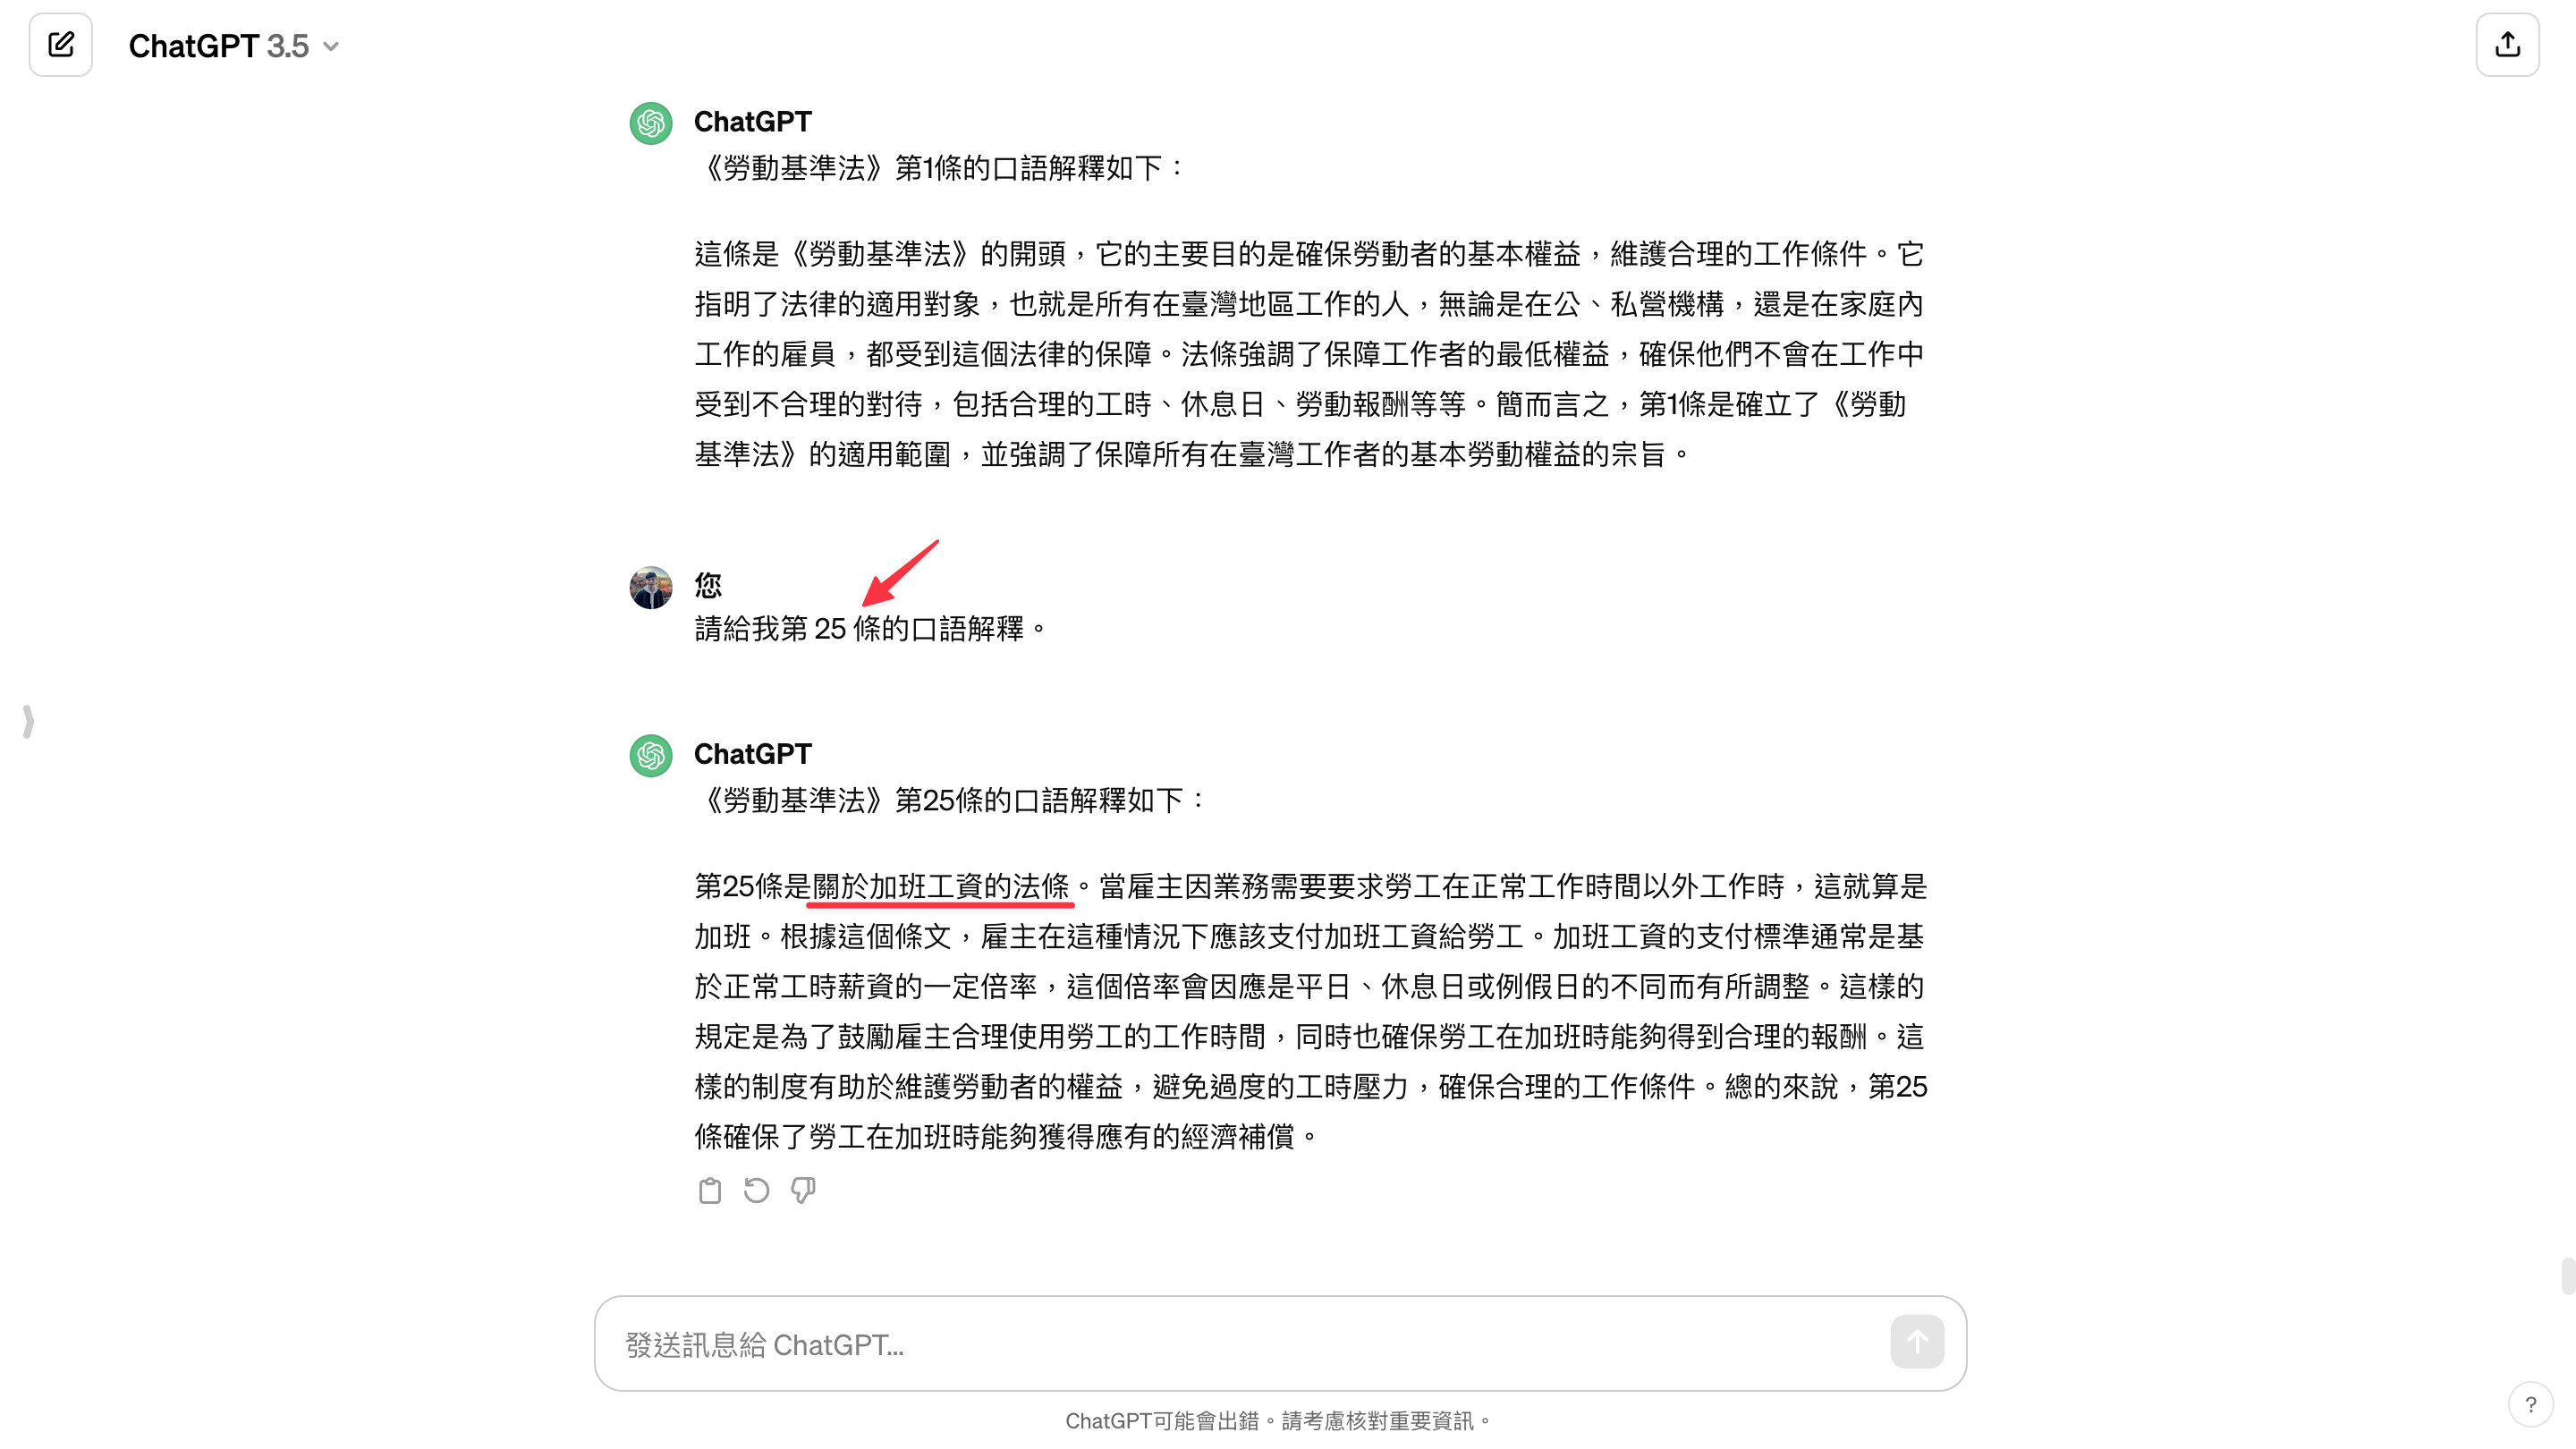 ChatGPT 3.5
ChatGPT
《勞動基準法》第1條的口語解釋如下：
這條是《勞動基準法》的開頭，它的主要目的是確保勞動者的基本權益，維護合理的工作條件。它
指明了法律的適用對象，也就是所有在臺灣地區工作的人，無論是在公、私營機構，還是在家庭內
工作的雇員，都受到這個法律的保障。法條強調了保障工作者的最低權益，確保他們不會在工作中
受到不合理的對待，包括合理的工時、休息日、勞動報酬等等。簡而言之，第1條是確立了《勞動
基準法》的適用範圍，並強調了保障所有在臺灣工作者的基本勞動權益的宗旨。
您
請給我第 25 條的口語解釋。
ChatGPT
《勞動基準法》第25條的口語解釋如下：
第25條是關於加班工資的法條。當雇主因業務需要要求勞工在正常工作時間以外工作時，這就算是
加班。根據這個條文，雇主在這種情況下應該支付加班工資給勞工。加班工資的支付標準通常是基
於正常工時薪資的一定倍率，這個倍率會因應是平日、休息日或例假日的不同而有所調整。這樣的
規定是為了鼓勵雇主合理使用勞工的工作時間，同時也確保勞工在加班時能夠得到合理的報酬。這
樣的制度有助於維護勞動者的權益，避免過度的工時壓力，確保合理的工作條件。總的來說，第25
條確保了勞工在加班時能夠獲得應有的經濟補償。
發送訊息給 ChatGPT...
ChatGPT可能會出錯。請考慮核對重要資訊。
?